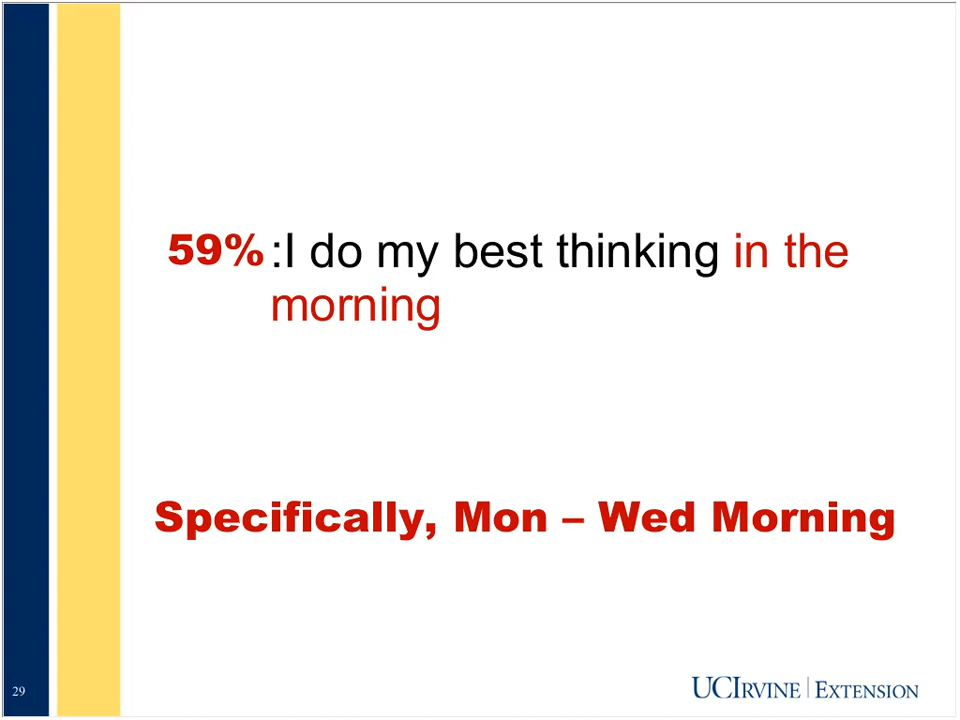 59% :I do my best thinking in the
morning
Specifically, Mon – Wed Morning
29
UCIRVINE | EXTENSION